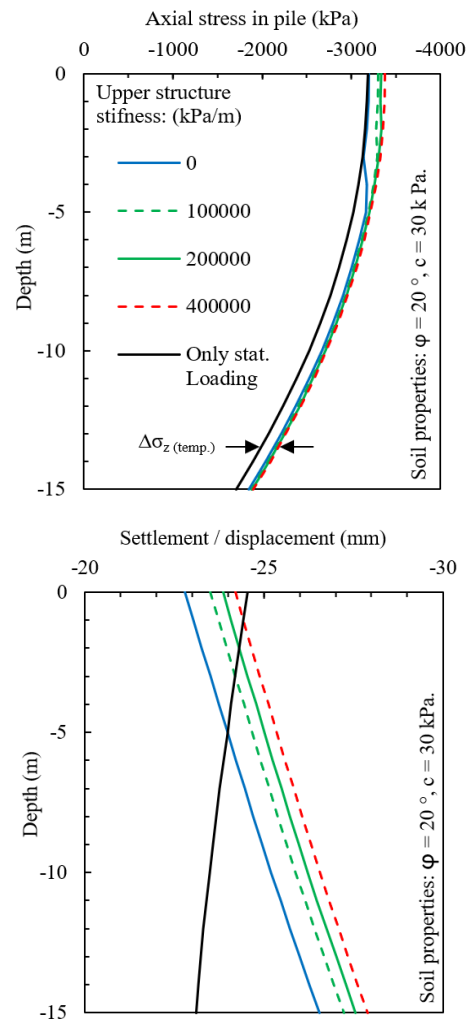 Axial stress in pile (kPa)
0 -1000 -2000 -3000 -4000
0
-5
-10
-15
Depth (m)
Upper structure
stifness: (kPa/m)
0
100000
200000
400000
Only stat.
Loading
Δσz (temp.)
Soil properties: φ = 20 °, c = 30 k Pa.
Settlement / displacement (mm)
-20 -25 -30
0
-5
-10
-15
Depth (m)
Soil properties: φ = 20 °, c = 30 kPa.